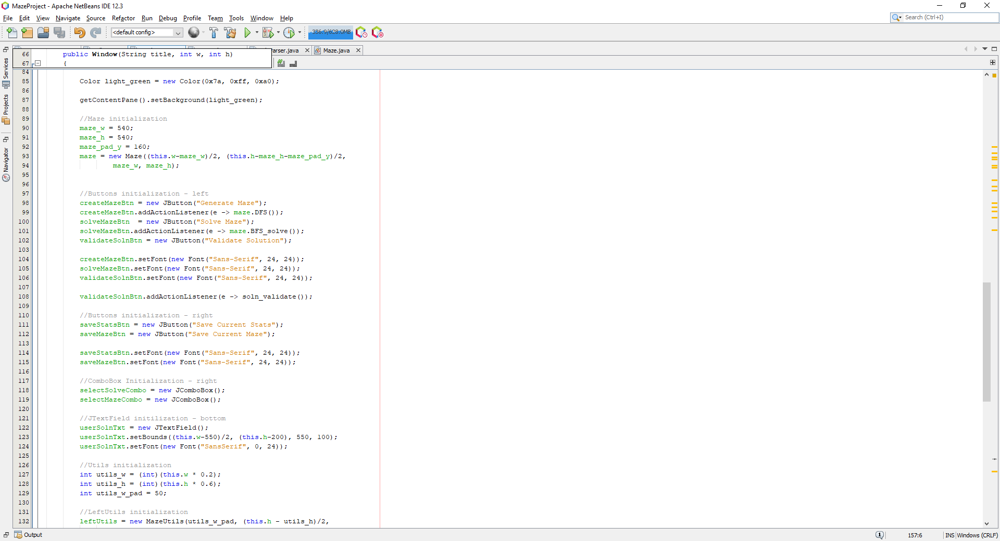 MazeProject - Apache NetBeans IDE 12.3
File Edit View Navigate Source Refactor Run Debug Profile Team Tools Window Help
Search (Ctrl+I)
<default config>
386.9/628.0MB
Parser.java Maze.java
66 public Window(String title, int w, int h)
67 {
84
85 Color light_green = new Color(0x7a, 0xff, 0xa0);
86
87 getContentPane().setBackground(light_green);
88
89 //Maze initialization
90 maze_w = 540;
91 maze_h = 540;
92 maze_pad_y = 160;
93 maze = new Maze((this.w-maze_w)/2, (this.h-maze_h-maze_pad_y)/2,
94 maze_w, maze_h);
95
96
97 //Buttons initialization - left
98 createMazeBtn = new JButton("Generate Maze");
99 createMazeBtn.addActionListener(e -> maze.DFS());
100 solveMazeBtn  = new JButton("Solve Maze");
101 solveMazeBtn.addActionListener(e -> maze.BFS_solve());
102 validateSolnBtn = new JButton("Validate Solution");
103
104 createMazeBtn.setFont(new Font("Sans-Serif", 24, 24));
105 solveMazeBtn.setFont(new Font("Sans-Serif", 24, 24));
106 validateSolnBtn.setFont(new Font("Sans-Serif", 24, 24));
107
108 validateSolnBtn.addActionListener(e -> soln_validate());
109
110 //Buttons initialization - right
111 saveStatsBtn = new JButton("Save Current Stats");
112 saveMazeBtn = new JButton("Save Current Maze");
113
114 saveStatsBtn.setFont(new Font("Sans-Serif", 24, 24));
115 saveMazeBtn.setFont(new Font("Sans-Serif", 24, 24));
116
117 //ComboBox Initialization - right
118 selectSolveCombo = new JComboBox();
119 selectMazeCombo = new JComboBox();
120
121 //JTextField initilization - bottom
122 userSolnTxt = new JTextField();
123 userSolnTxt.setBounds((this.w-550)/2, (this.h-200), 550, 100);
124 userSolnTxt.setFont(new Font("SansSerif", 0, 24));
125
126 //Utils initialization
127 int utils_w = (int)(this.w * 0.2);
128 int utils_h = (int)(this.h * 0.6);
129 int utils_w_pad = 50;
130
131 //LeftUtils initialization
132 leftUtils = new MazeUtils(utils_w_pad, (this.h - utils_h)/2,
Services
Projects
Navigator
Output
1
157:6
INS
Windows (CRLF)